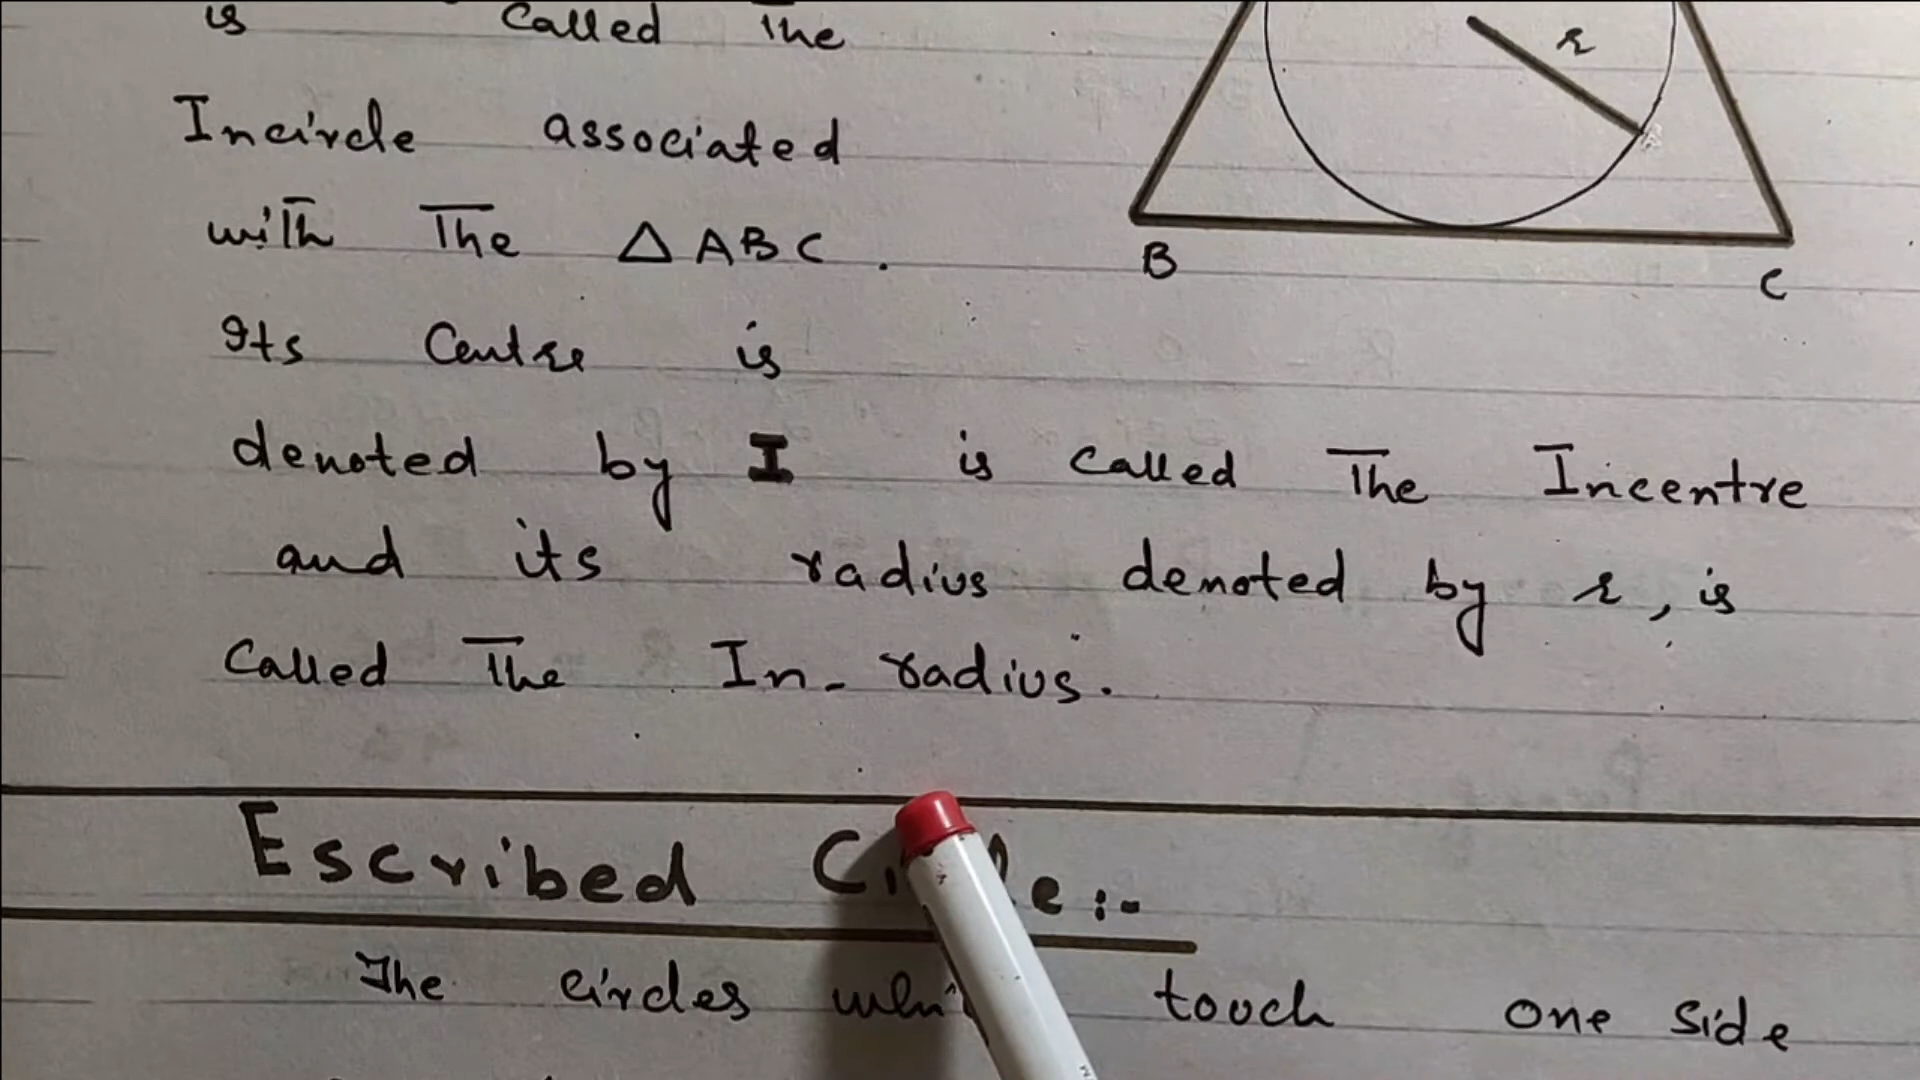 is called The
r
Incircle associated
with The △ ABC .
B
C
Its Centre is
denoted by I is called The Incentre
and its radius denoted by r, is
Called The In-radius.
Escribed :-
The circles touch one side